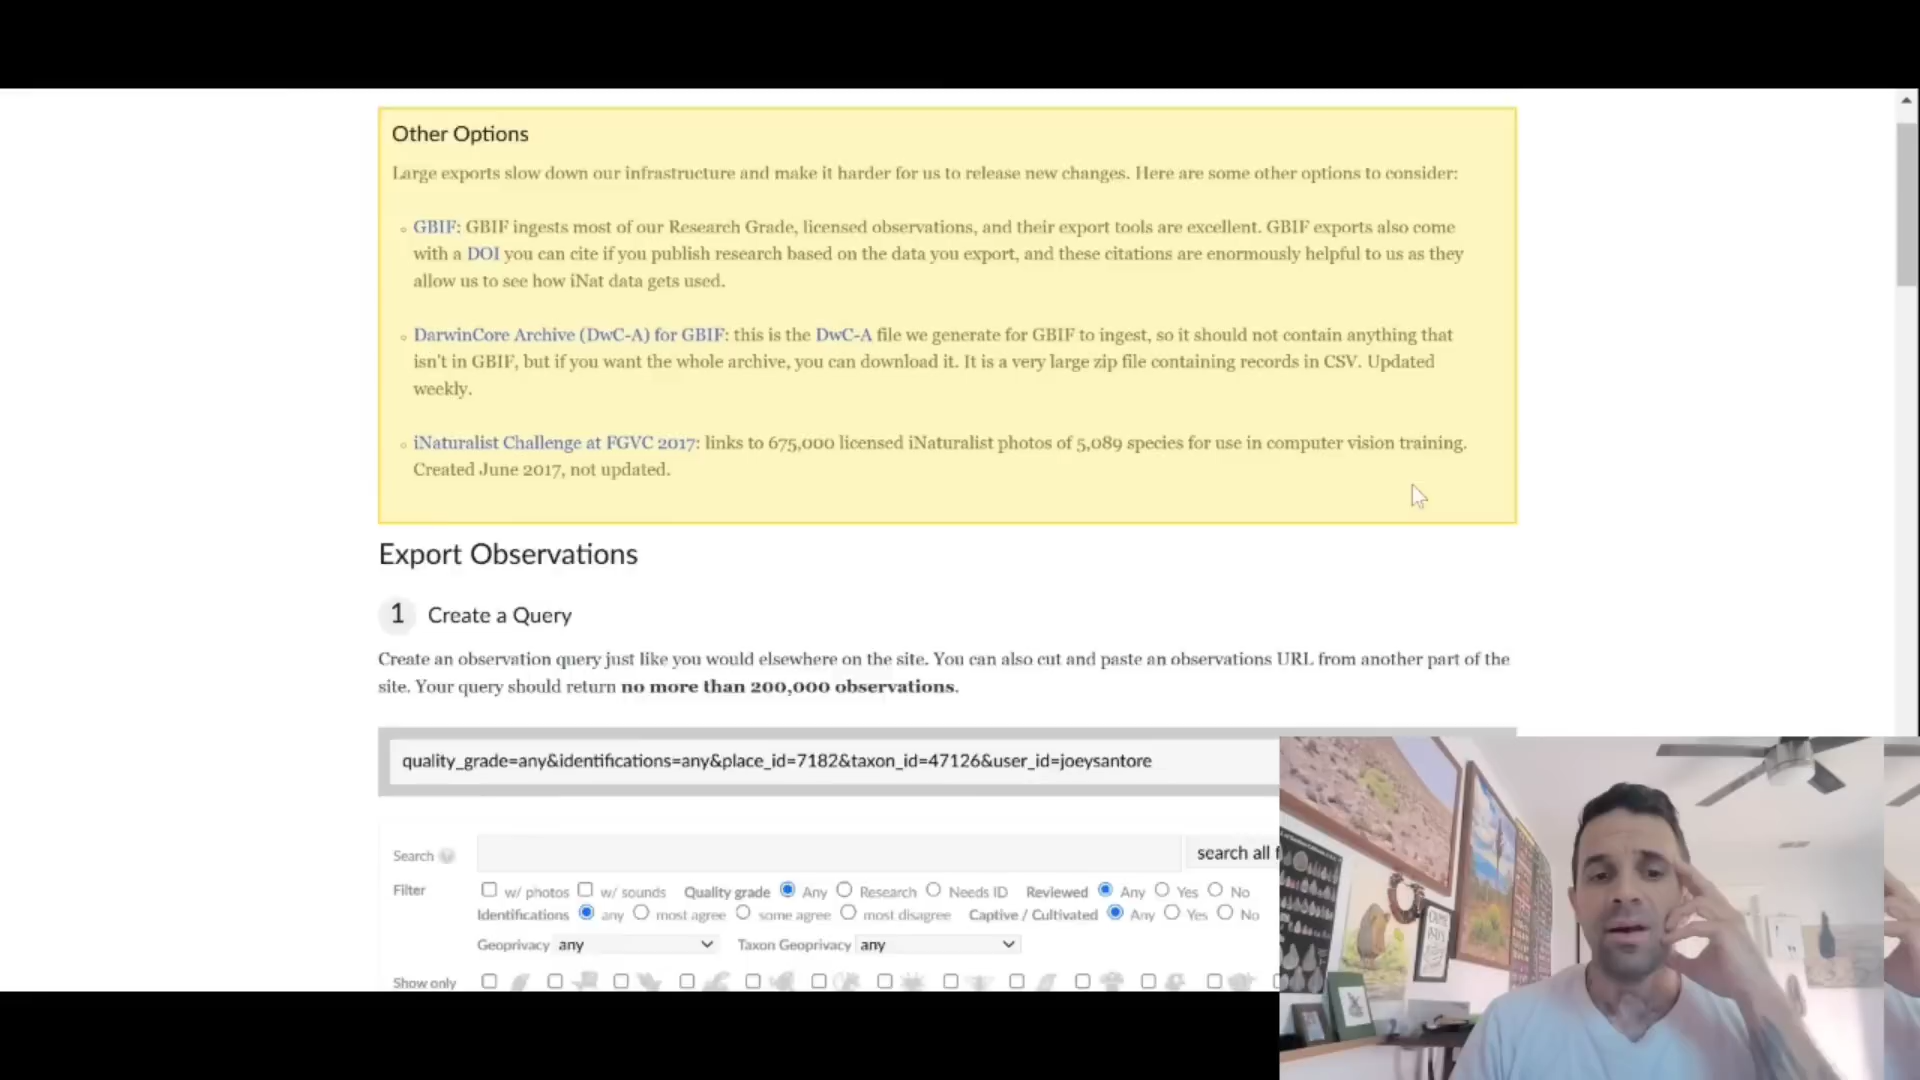 Other Options
Large exports slow down our infrastructure and make it harder for us to release new changes. Here are some other options to consider:
GBIF: GBIF ingests most of our Research Grade, licensed observations, and their export tools are excellent. GBIF exports also come
with a DOI you can cite if you publish research based on the data you export, and these citations are enormously helpful to us as they
allow us to see how iNat data gets used.
DarwinCore Archive (DwC-A) for GBIF: this is the DwC-A file we generate for GBIF to ingest, so it should not contain anything that
isn't in GBIF, but if you want the whole archive, you can download it. It is a very large zip file containing records in CSV. Updated
weekly.
iNaturalist Challenge at FGVC 2017: links to 675,000 licensed iNaturalist photos of 5,089 species for use in computer vision training.
Created June 2017, not updated.
Export Observations
1 Create a Query
Create an observation query just like you would elsewhere on the site. You can also cut and paste an observations URL from another part of the
site. Your query should return no more than 200,000 observations.
quality_grade=any&identifications=any&place_id=7182&taxon_id=47126&user_id=joeysantore
Search search all f
Filter w/ photos w/ sounds Quality grade Any Research Needs ID Reviewed Any Yes No
Identifications any most agree some agree most disagree Captive / Cultivated Any Yes No
Geoprivacy any Taxon Geoprivacy any
Show only